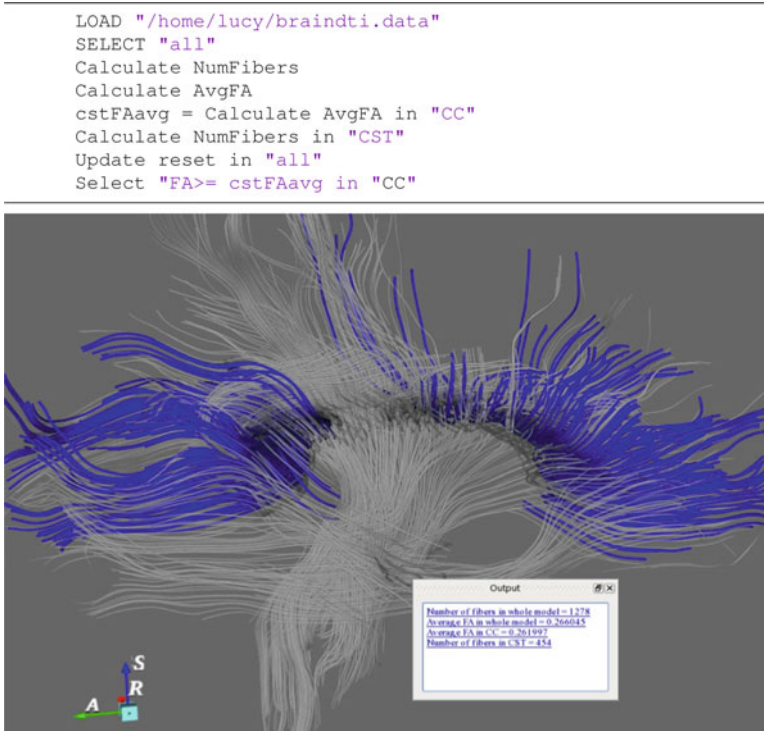 LOAD "/home/lucy/braindti.data"
SELECT "all"
Calculate NumFibers
Calculate AvgFA
cstFAavg = Calculate AvgFA in "CC"
Calculate NumFibers in "CST"
Update reset in "all"
Select "FA>= cstFAavg in "CC"
Output
Number of fibers in whole model = 1278
Average FA in whole model = 0.266045
Average FA in CC = 0.261997
Number of fibers in CST = 454
S
R
A